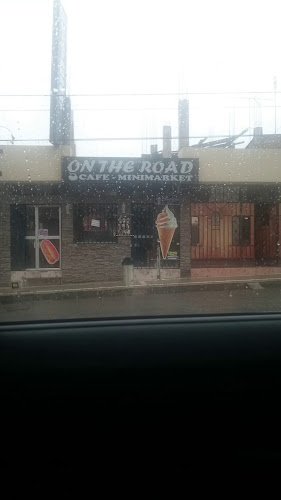 ON THE ROAD
CAFE - MINIMARKET